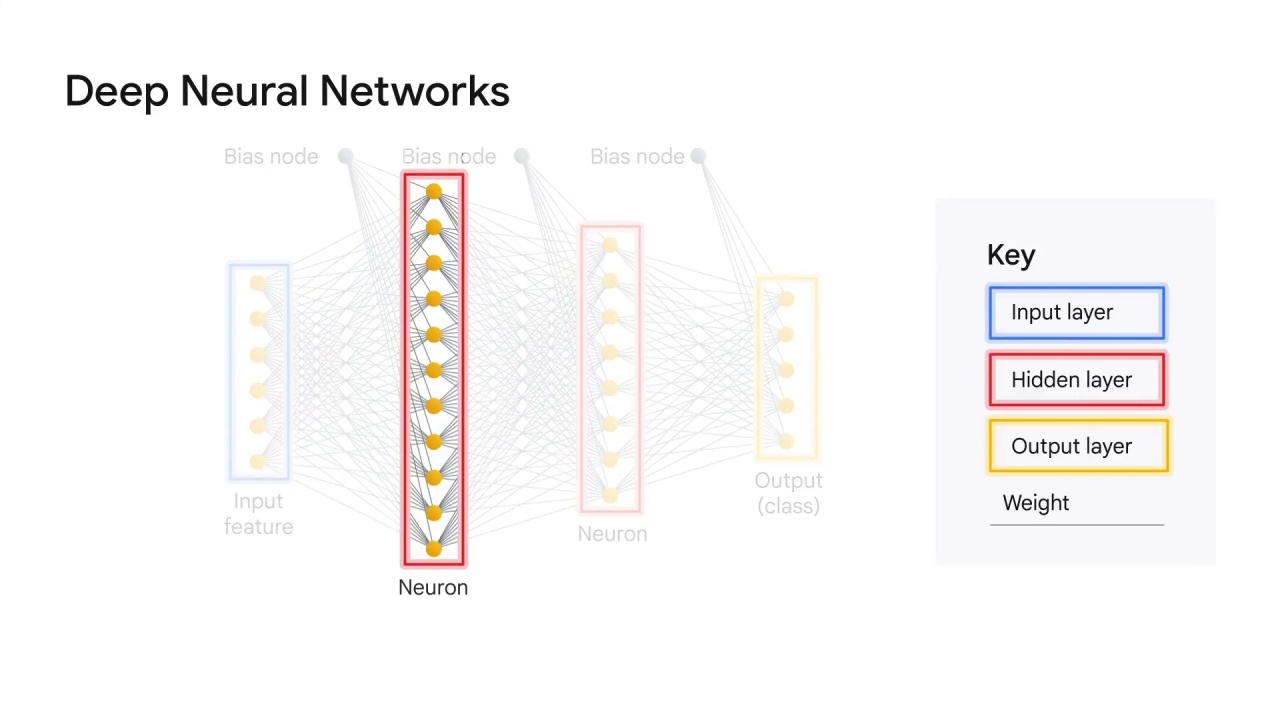 Deep Neural Networks
Bias node
Bias node
Bias node
Input
feature
Neuron
Neuron
Output
(class)
Key
Input layer
Hidden layer
Output layer
Weight